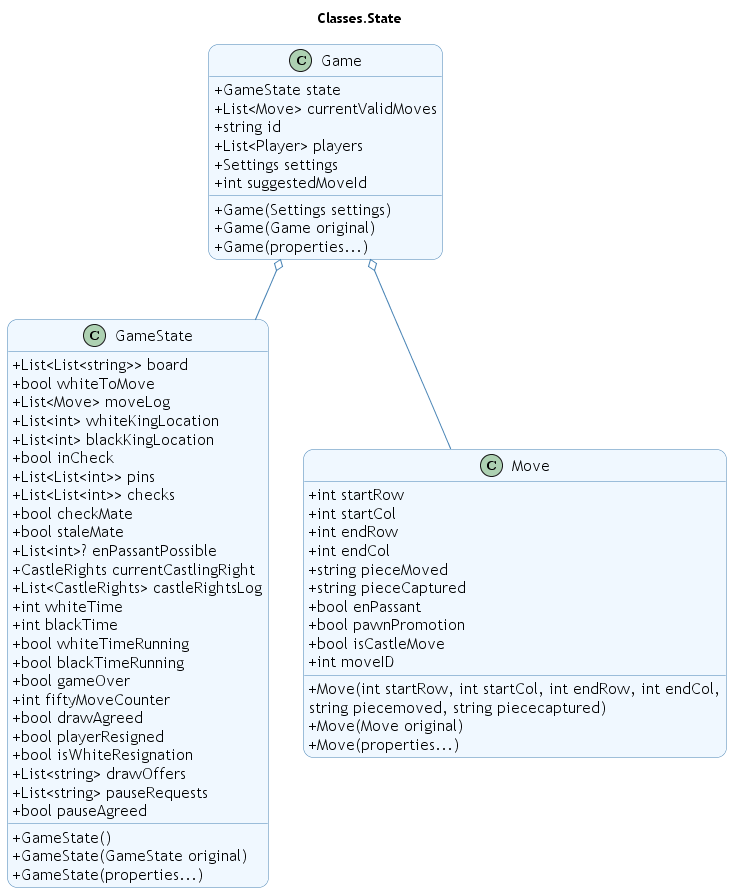 Classes.State
C Game
+GameState state
+List<Move> currentValidMoves
+string id
+List<Player> players
+Settings settings
+int suggestedMoveId
+Game(Settings settings)
+Game(Game original)
+Game(properties...)
C GameState
+List<List<string>> board
+bool whiteToMove
+List<Move> moveLog
+List<int> whiteKingLocation
+List<int> blackKingLocation
+bool inCheck
+List<List<int>> pins
+List<List<int>> checks
+bool checkMate
+bool staleMate
+List<int>? enPassantPossible
+CastleRights currentCastlingRight
+List<CastleRights> castleRightsLog
+int whiteTime
+int blackTime
+bool whiteTimeRunning
+bool blackTimeRunning
+bool gameOver
+int fiftyMoveCounter
+bool drawAgreed
+bool playerResigned
+bool isWhiteResignation
+List<string> drawOffers
+List<string> pauseRequests
+bool pauseAgreed
+GameState()
+GameState(GameState original)
+GameState(properties...)
C Move
+int startRow
+int startCol
+int endRow
+int endCol
+string pieceMoved
+string pieceCaptured
+bool enPassant
+bool pawnPromotion
+bool isCastleMove
+int moveID
+Move(int startRow, int startCol, int endRow, int endCol,
string piecemoved, string piececaptured)
+Move(Move original)
+Move(properties...)